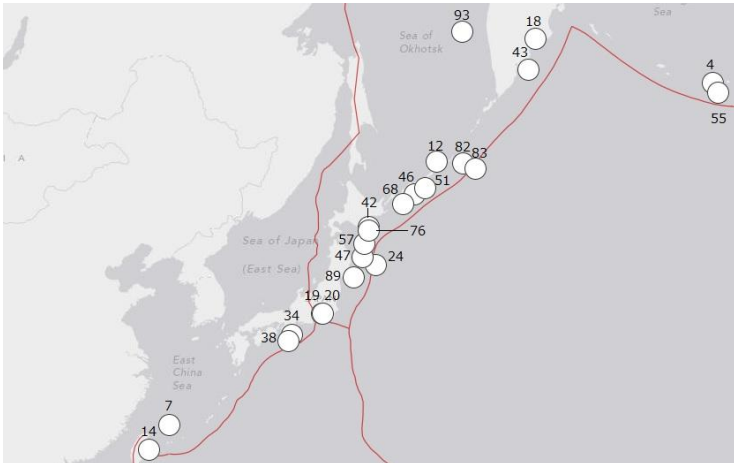 93
18
Sea
Sea of
Okhotsk
43
4
55
I A
12
82
83
46
51
68
42
76
57
Sea of Japan
47
24
(East Sea)
89
19 20
34
38
East
China
Sea
7
14